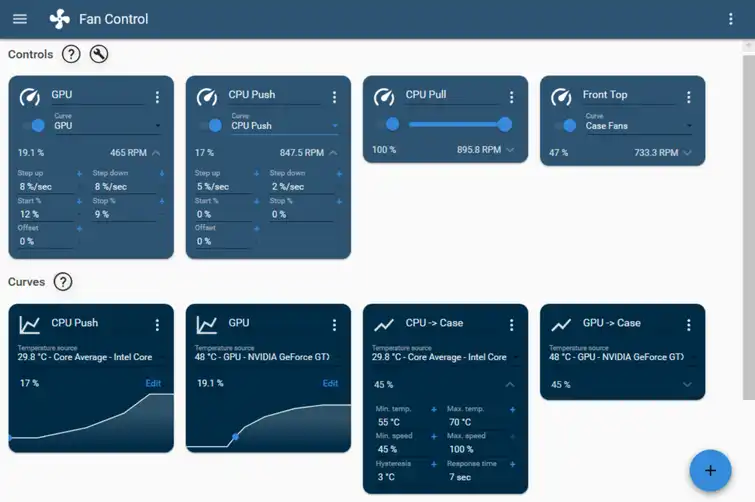 Fan Control
Controls ?
GPU
Curve
GPU
19.1 % 465 RPM
Step up + Step down +
8 %/sec 8 %/sec
Start % + Stop % +
12 % 9 %
Offset +
0 %
CPU Push
Curve
CPU Push
17 % 847.5 RPM
Step up + Step down +
5 %/sec 2 %/sec
Start % + Stop % +
0 % 0 %
Offset +
0 %
CPU Pull
100 % 895.8 RPM
Front Top
Curve
Case Fans
47 % 733.3 RPM
Curves ?
CPU Push
Temperature source
29.8 °C - Core Average - Intel Core
17 % Edit
GPU
Temperature source
48 °C - GPU - NVIDIA GeForce GT)
19.1 % Edit
CPU -> Case
Temperature source
29.8 °C - Core Average - Intel Core
45 %
Min. temp. + Max. temp. +
55 °C 70 °C
Min. speed + Max. speed +
45 % 100 %
Hysteresis + Response time +
3 °C 7 sec
GPU -> Case
Temperature source
48 °C - GPU - NVIDIA GeForce GT)
45 %
+